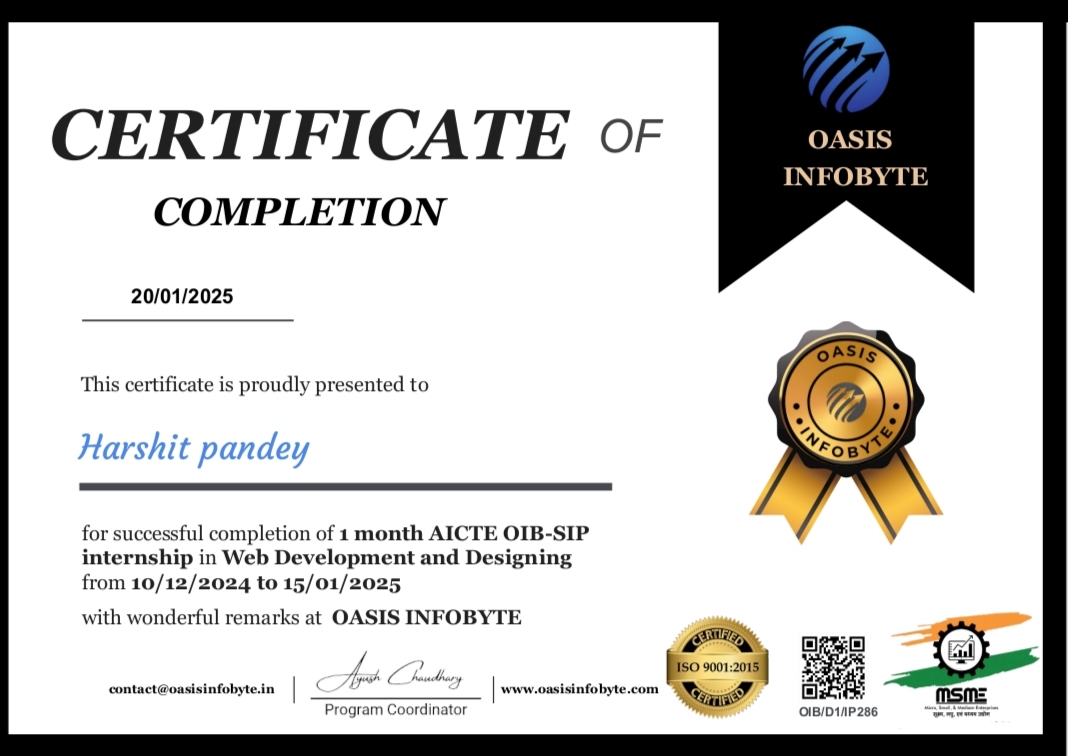 CERTIFICATE OF
COMPLETION
OASIS
INFOBYTE
20/01/2025
This certificate is proudly presented to
Harshit pandey
OASIS
INFOBYTE
for successful completion of 1 month AICTE OIB-SIP
internship in Web Development and Designing
from 10/12/2024 to 15/01/2025
with wonderful remarks at OASIS INFOBYTE
contact@oasisinfobyte.in
Ayush Chaudhary
Program Coordinator
www.oasisinfobyte.com
CERTIFIED
ISO 9001:2015
CERTIFIED
OIB/D1/IP286
MSME
Micro, Small, & Medium Enterprises
सूक्ष्म, लघु, एवं मध्यम उद्योग